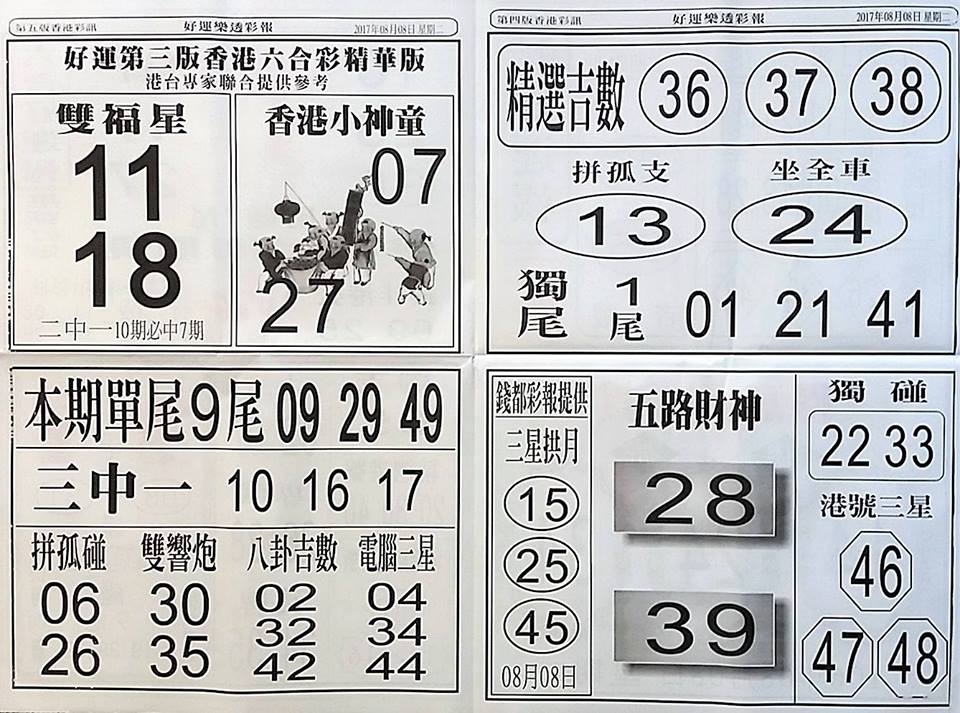 第五版香港彩訊 好運樂透彩報 2017年08月08日 星期二
好運第三版香港六合彩精華版
港台專家聯合提供參考
雙福星
11
18
二中一10期必中7期
香港小神童
07
27
本期單尾9尾 09 29 49
三中一 10 16 17
拼孤碰 雙響炮 八卦吉數 電腦三星
06 30 02 04
26 35 32 34
42 44
第四版香港彩訊 好運樂透彩報 2017年08月08日 星期二
精選吉數 36 37 38
拼孤支 坐全車
13 24
獨尾 1尾 01 21 41
錢都彩報提供
三星拱月
15
25
45
08月08日
五路財神
28
39
獨碰
22 33
港號三星
46
47 48